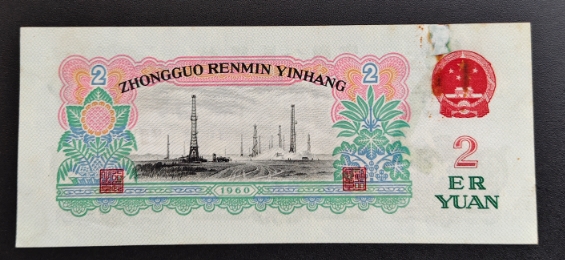 ZHONGGUO RENMIN YINHANG
2
2
1960
2
ER
YUAN